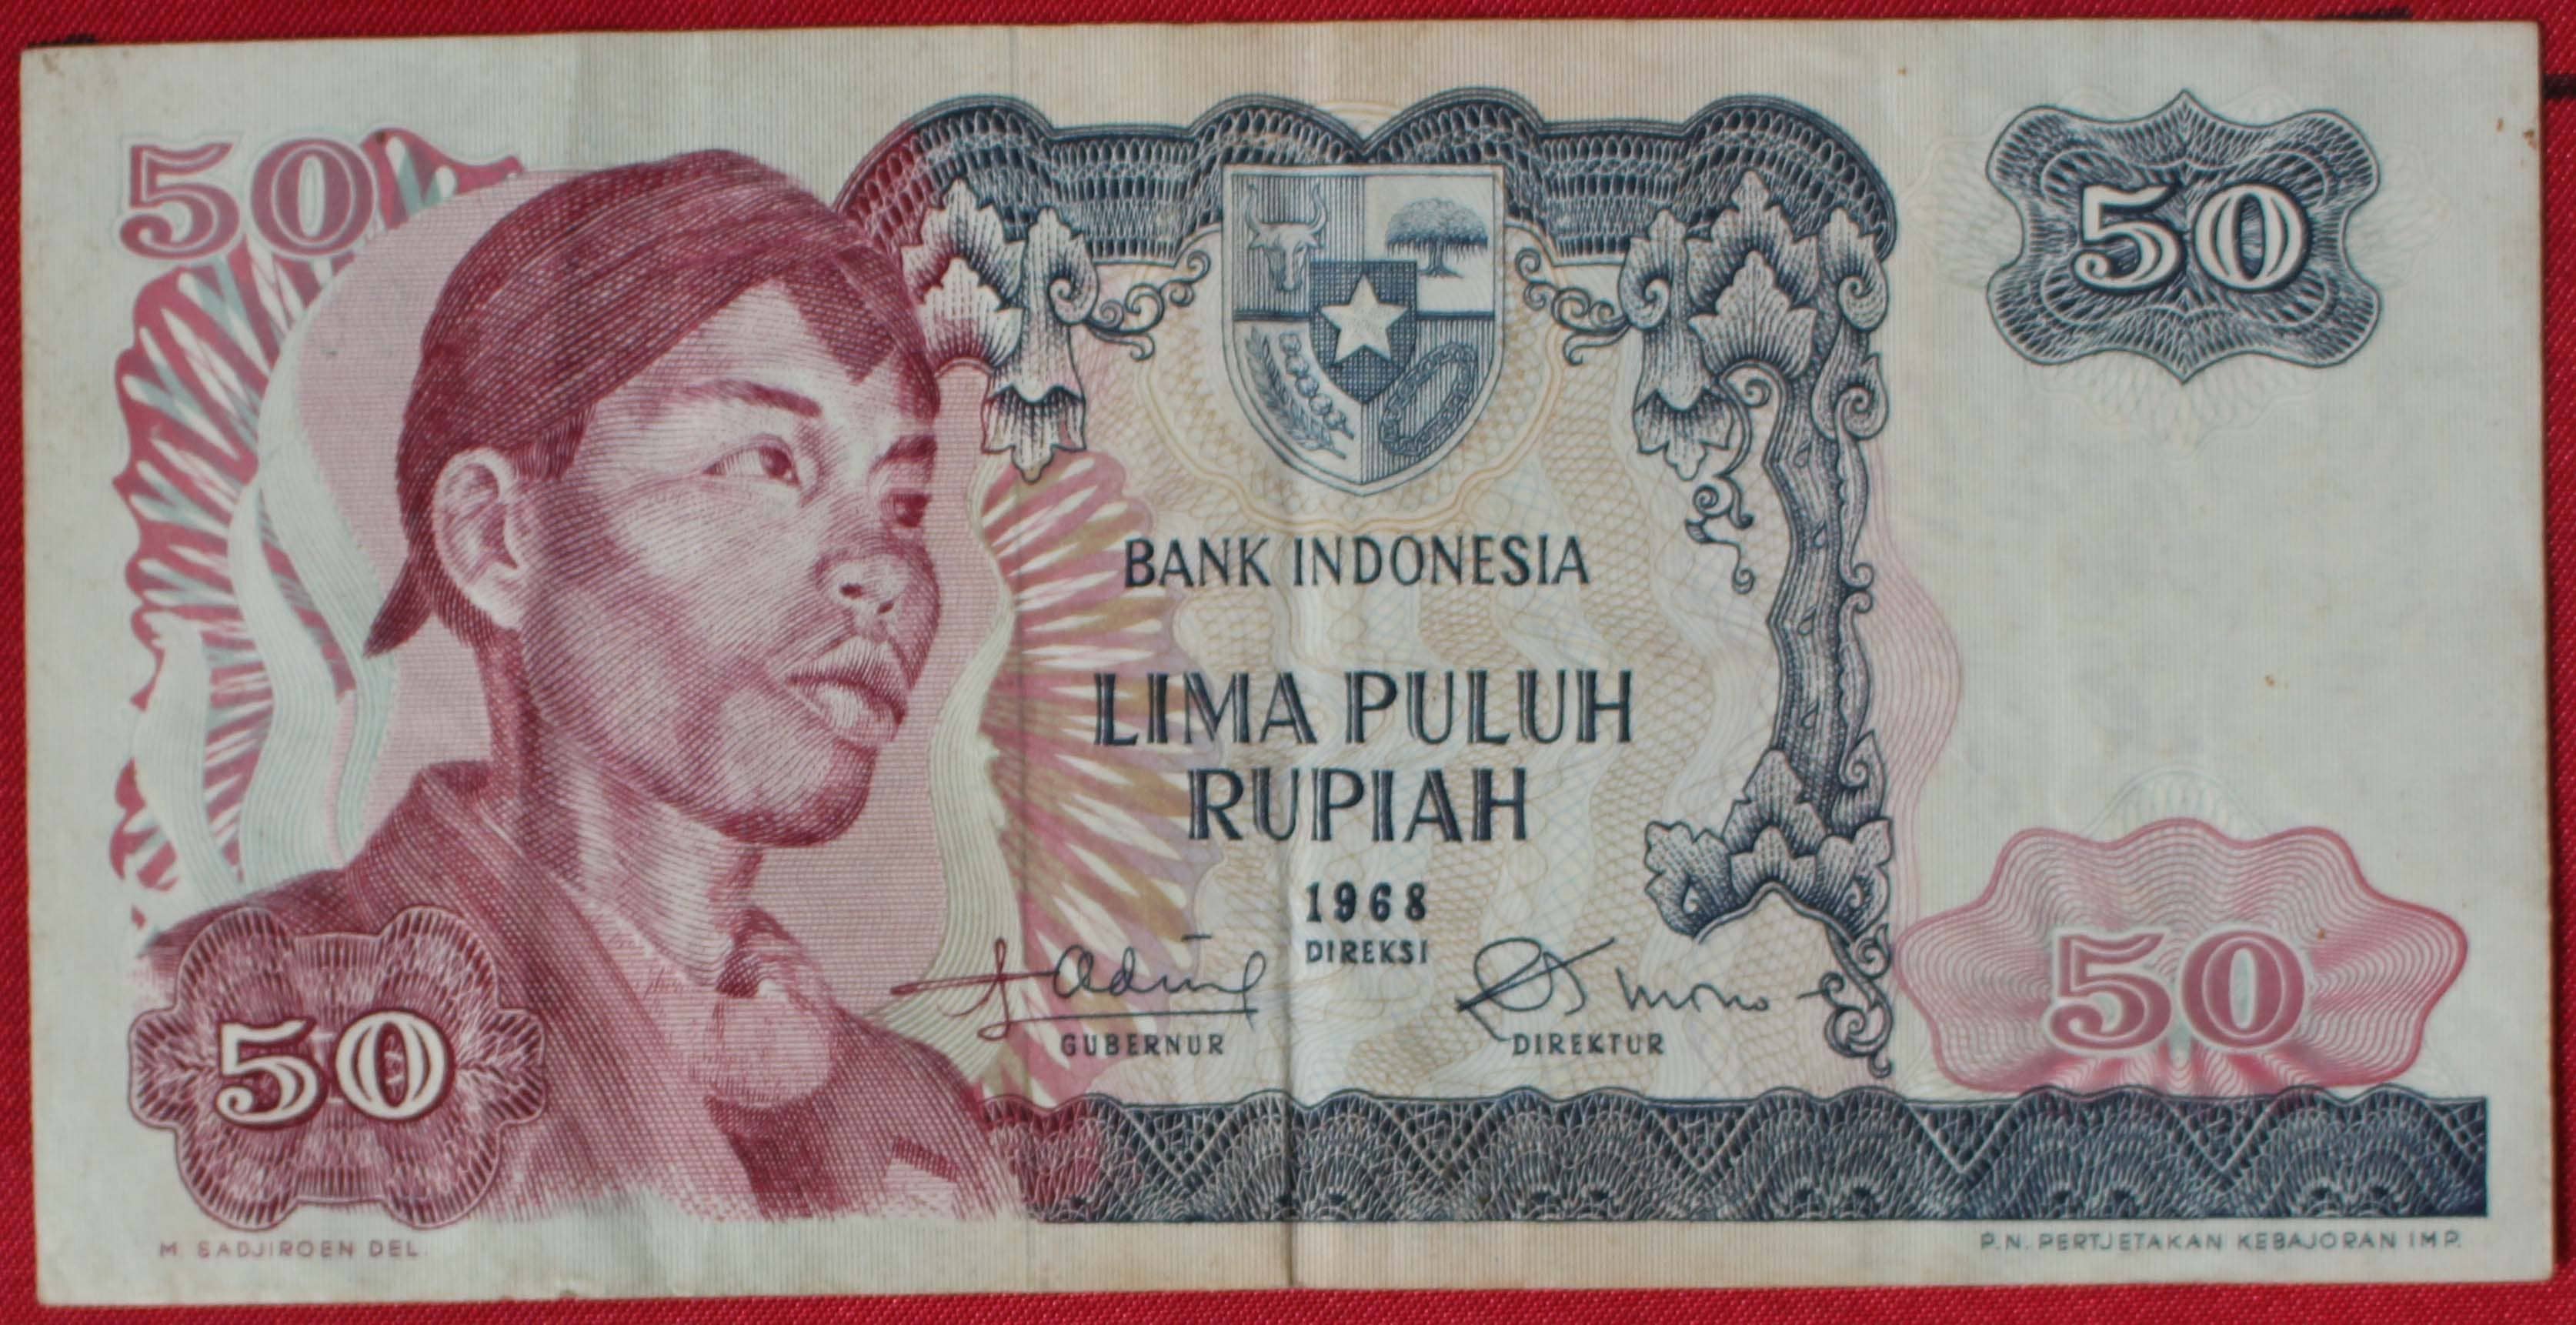 50
50
BANK INDONESIA
LIMA PULUH
RUPIAH
1968
DIREKSI
GUBERNUR
DIREKTUR
50
50
M. SADJIROEN DEL.
P.N. PERTJETAKAN KEBAJORAN IMP.